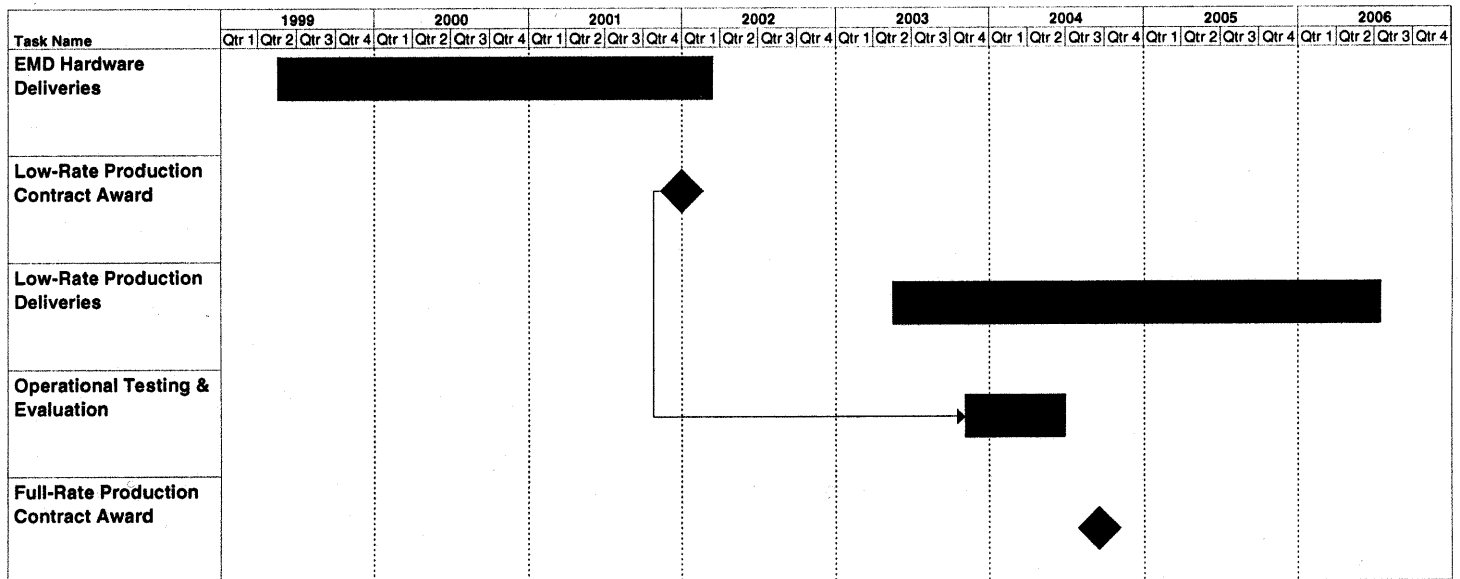 1999 2000 2001 2002 2003 2004 2005 2006
Task Name Qtr 1 Qtr 2 Qtr 3 Qtr 4 Qtr 1 Qtr 2 Qtr 3 Qtr 4 Qtr 1 Qtr 2 Qtr 3 Qtr 4 Qtr 1 Qtr 2 Qtr 3 Qtr 4 Qtr 1 Qtr 2 Qtr 3 Qtr 4 Qtr 1 Qtr 2 Qtr 3 Qtr 4 Qtr 1 Qtr 2 Qtr 3 Qtr 4 Qtr 1 Qtr 2 Qtr 3 Qtr 4
EMD Hardware
Deliveries
Low-Rate Production
Contract Award
Low-Rate Production
Deliveries
Operational Testing &
Evaluation
Full-Rate Production
Contract Award